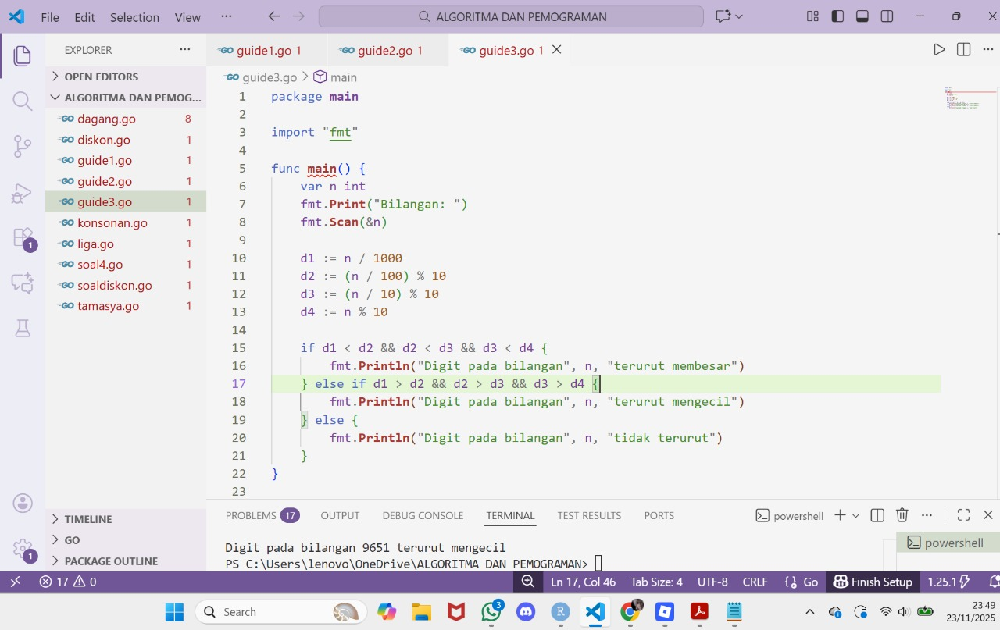 File Edit Selection View ··· ALGORITMA DAN PEMOGRAMAN
EXPLORER ···
OPEN EDITORS
ALGORITMA DAN PEMOG...
dagang.go 8
diskon.go 1
guide1.go 1
guide2.go 1
guide3.go 1
konsonan.go 1
liga.go 1
soal4.go 1
soaldiskon.go 1
tamasya.go 1
TIMELINE
GO
PACKAGE OUTLINE
1
1
GO guide1.go 1 GO guide2.go 1 GO guide3.go 1
GO guide3.go > main
1 package main
2
3 import "fmt"
4
5 func main() {
6 var n int
7 fmt.Print("Bilangan: ")
8 fmt.Scan(&n)
9
10 d1 := n / 1000
11 d2 := (n / 100) % 10
12 d3 := (n / 10) % 10
13 d4 := n % 10
14
15 if d1 < d2 && d2 < d3 && d3 < d4 {
16 fmt.Println("Digit pada bilangan", n, "terurut membesar")
17 } else if d1 > d2 && d2 > d3 && d3 > d4 {
18 fmt.Println("Digit pada bilangan", n, "terurut mengecil")
19 } else {
20 fmt.Println("Digit pada bilangan", n, "tidak terurut")
21 }
22 }
23
PROBLEMS 17 OUTPUT DEBUG CONSOLE TERMINAL TEST RESULTS PORTS powershell
Digit pada bilangan 9651 terurut mengecil
PS C:\Users\lenovo\OneDrive\ALGORITMA DAN PEMOGRAMAN>
powershell
17 0 Ln 17, Col 46 Tab Size: 4 UTF-8 CRLF {} Go Finish Setup 1.25.1
Search 3 23:49
23/11/2025